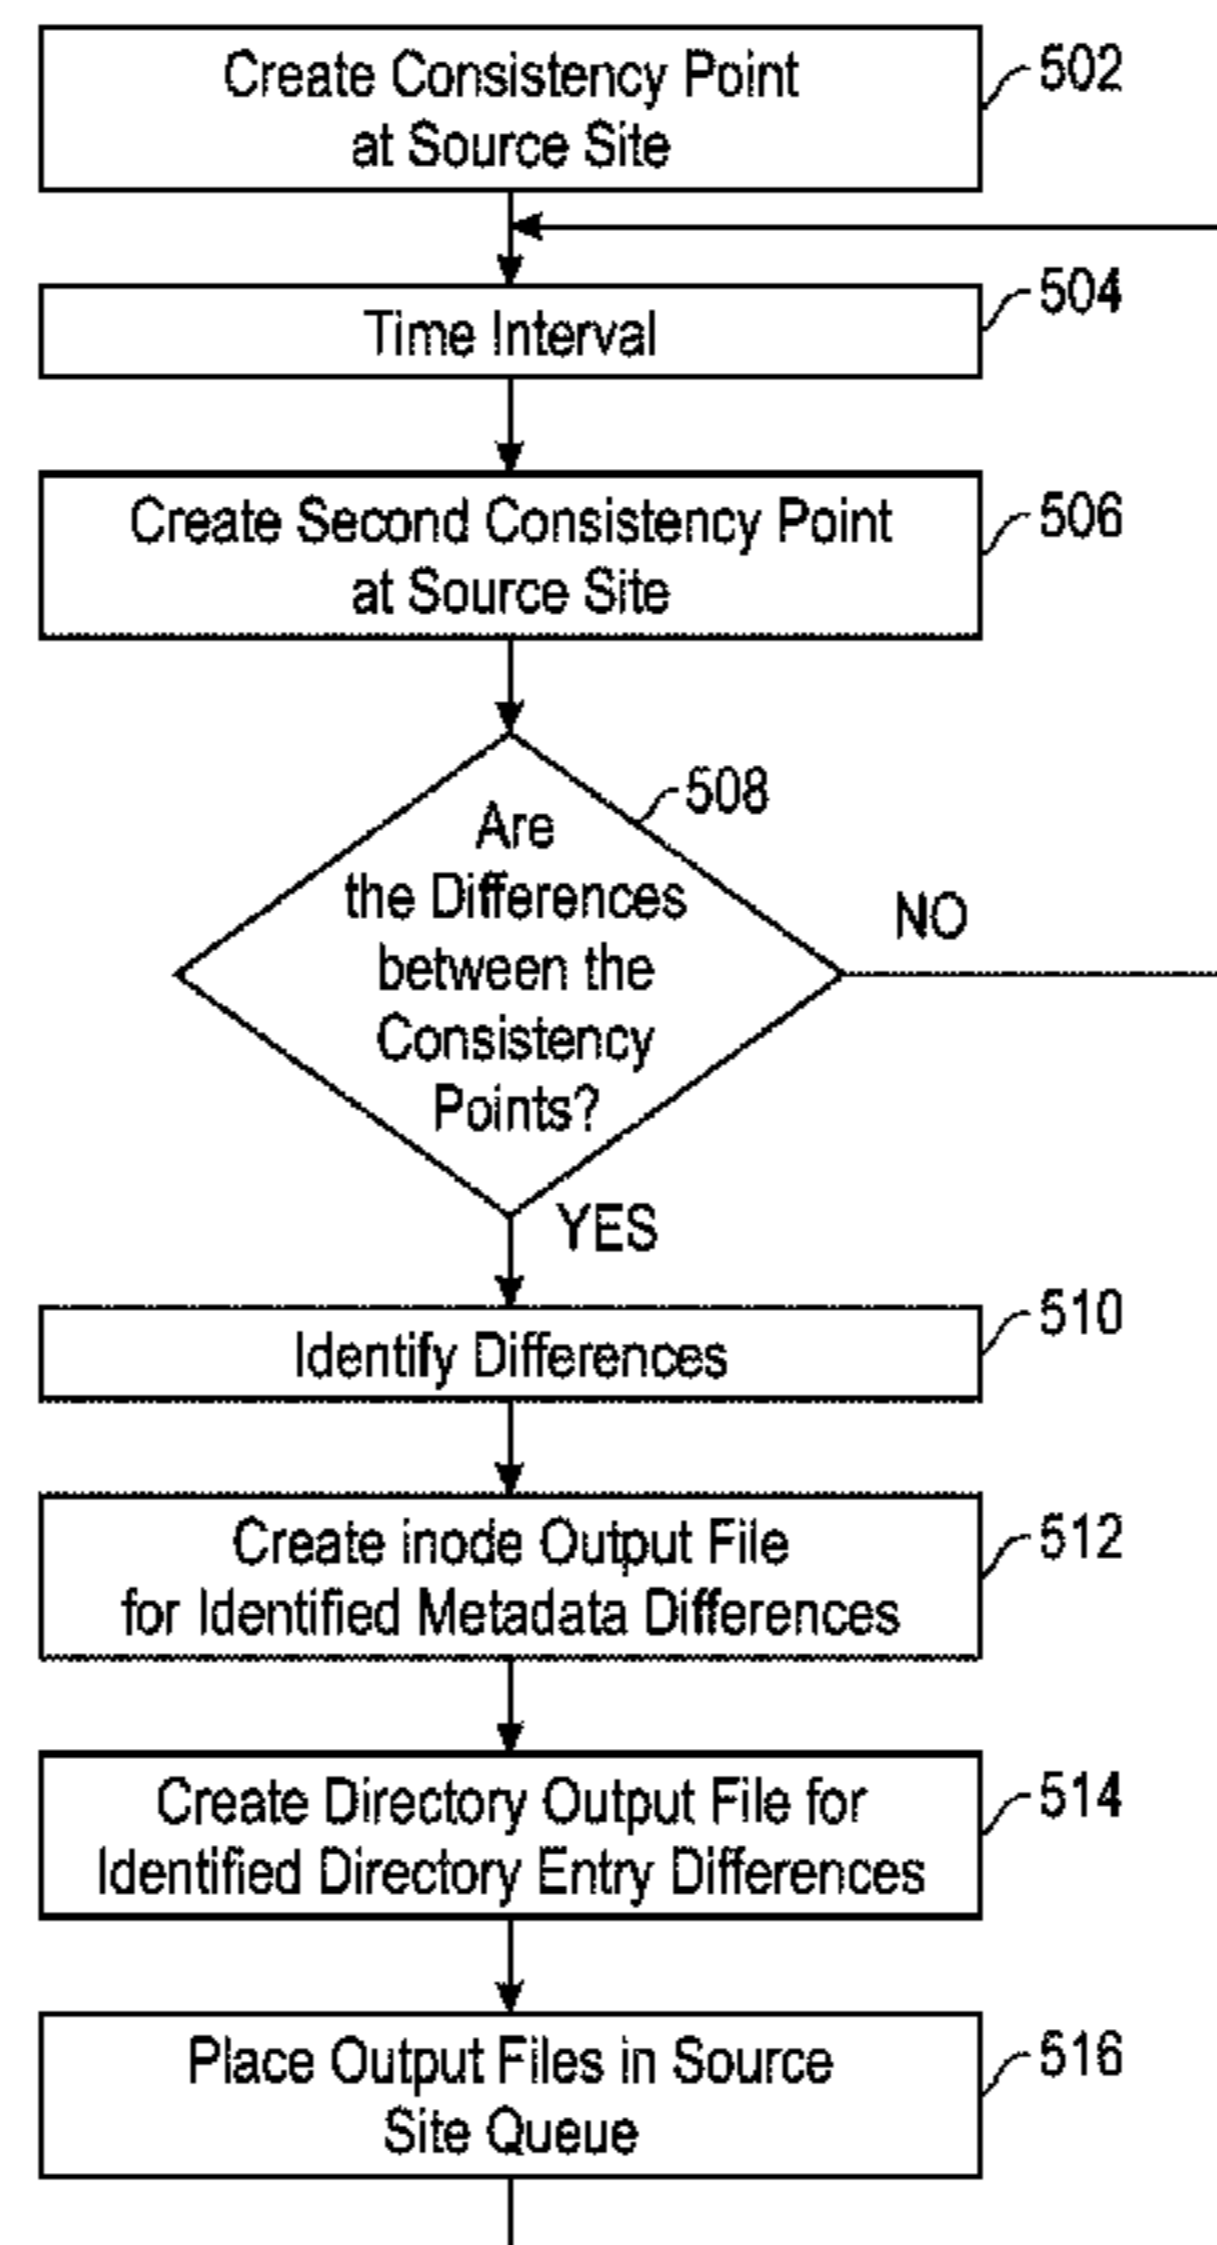 Create Consistency Point
at Source Site
502
Time Interval
504
Create Second Consistency Point
at Source Site
506
Are
the Differences
between the
Consistency
Points?
508
NO
YES
Identify Differences
510
Create inode Output File
for Identified Metadata Differences
512
Create Directory Output File for
Identified Directory Entry Differences
514
Place Output Files in Source
Site Queue
516